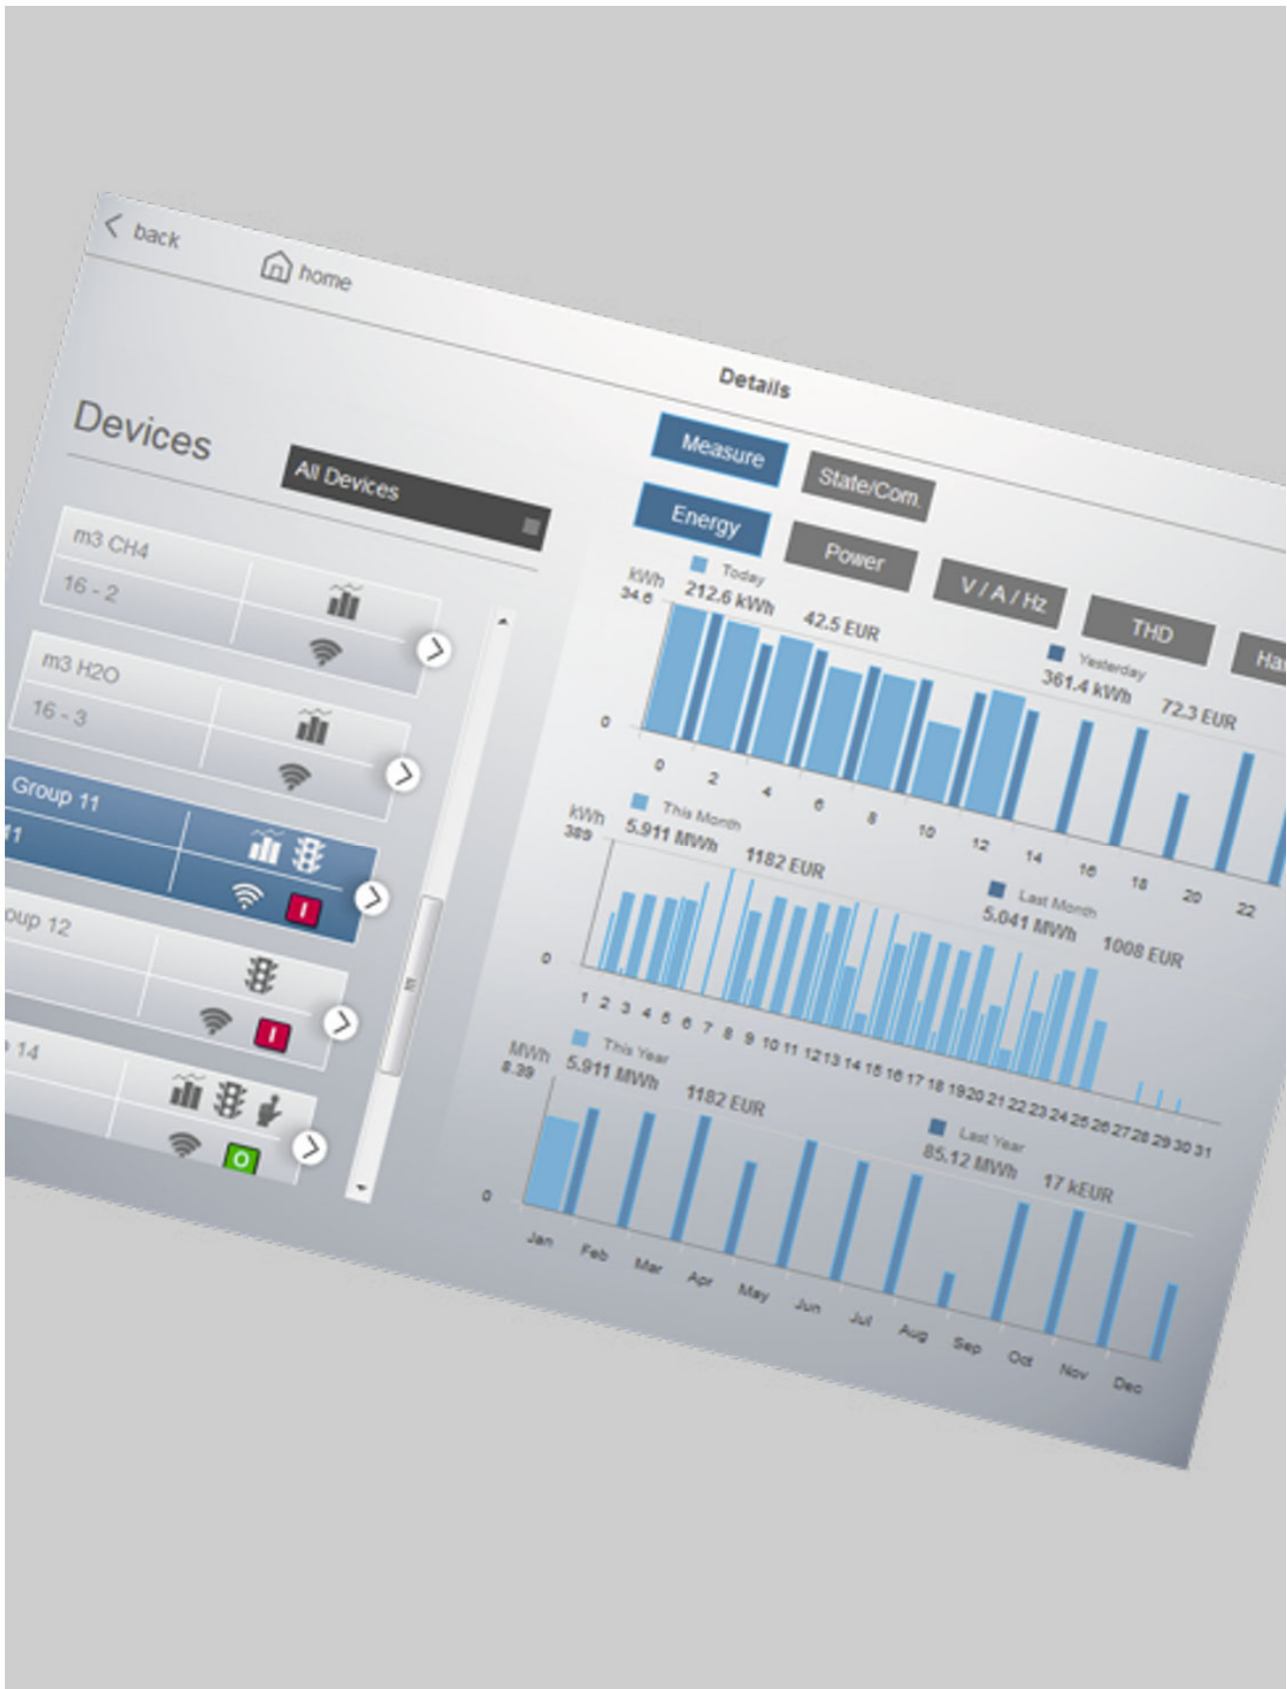 back
home
Details
Devices
All Devices
m3 CH4
16 - 2
m3 H2O
16 - 3
Group 11
11
oup 12
14
Measure
State/Com.
Energy
Power
V / A / Hz
THD
Ha
kWh
34.6
0
Today
212.6 kWh 42.5 EUR
Yesterday
361.4 kWh 72.3 EUR
0 2 4 6 8 10 12 14 16 18 20 22
kWh
389
0
This Month
5.911 MWh 1182 EUR
Last Month
5.041 MWh 1008 EUR
1 2 3 4 5 6 7 8 9 10 11 12 13 14 15 16 17 18 19 20 21 22 23 24 25 26 27 28 29 30 31
MWh
8.39
0
This Year
5.911 MWh 1182 EUR
Last Year
85.12 MWh 17 kEUR
Jan Feb Mar Apr May Jun Jul Aug Sep Oct Nov Dec